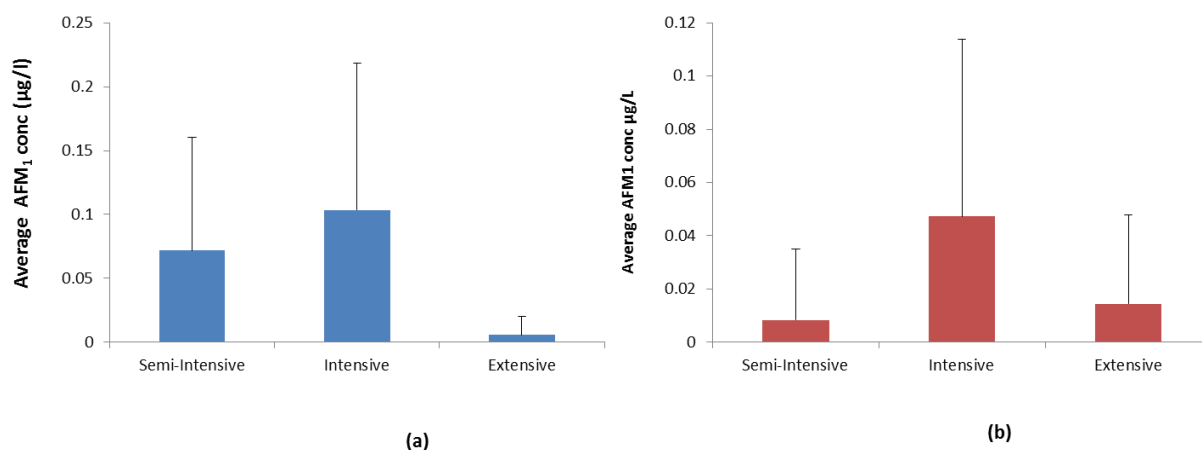 Average AFM₁ conc (µg/l)
0.25
0.2
0.15
0.1
0.05
0
Semi-Intensive Intensive Extensive
(a)
Average AFM1 conc µg/L
0.12
0.1
0.08
0.06
0.04
0.02
0
Semi-Intensive Intensive Extensive
(b)